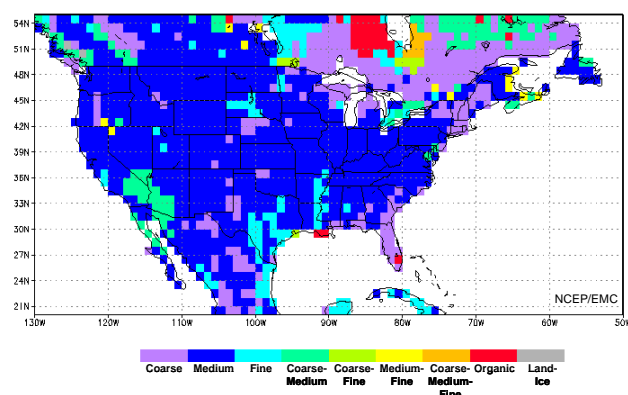 54N
51N
48N
45N
42N
39N
36N
33N
30N
27N
24N
21N
NCEP/EMC
130W 120W 110W 100W 90W 80W 70W 60W 50W
Coarse Medium Fine Coarse-Medium Coarse-Fine Medium-Fine Coarse-Medium-Fine Organic Land-Ice